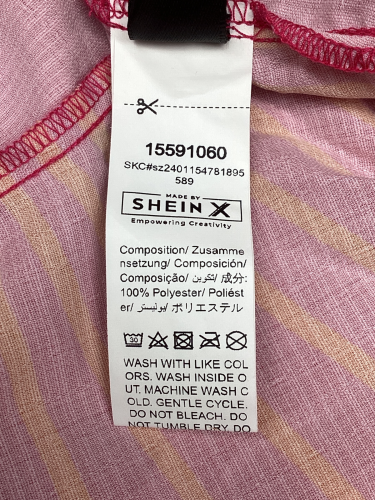 15591060
SKC#sz2401154781895
589
MADE BY
SHEIN X
Empowering Creativity
Composition/ Zusamme
nsetzung/ Composición/
Composição/ تكوين/ 成分:
100% Polyester/ Poliést
er/ بوليستر/ ポリエステル
30
WASH WITH LIKE COL
ORS. WASH INSIDE O
UT. MACHINE WASH C
OLD. GENTLE CYCLE.
DO NOT BLEACH. DO
NOT TUMBLE DRY. DO